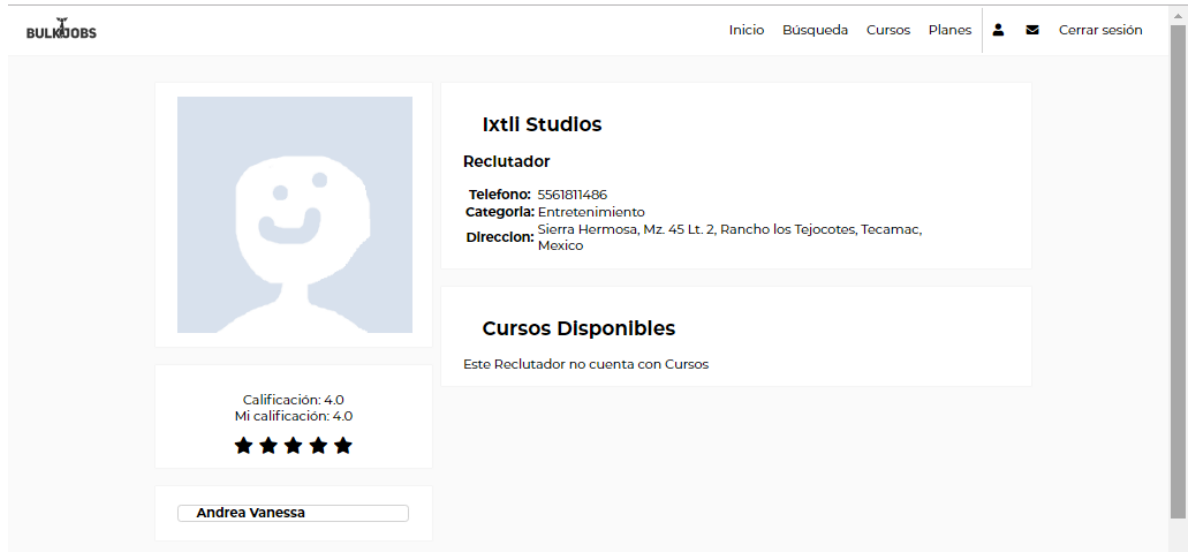 BULKJOBS
Inicio Búsqueda Cursos Planes Cerrar sesión
Ixtli Studios
Reclutador
Telefono: 5561811486
Categoria: Entretenimiento
Direccion: Sierra Hermosa, Mz. 45 Lt. 2, Rancho los Tejocotes, Tecamac,
Mexico
Cursos Disponibles
Este Reclutador no cuenta con Cursos
Calificación: 4.0
Mi calificación: 4.0
Andrea Vanessa